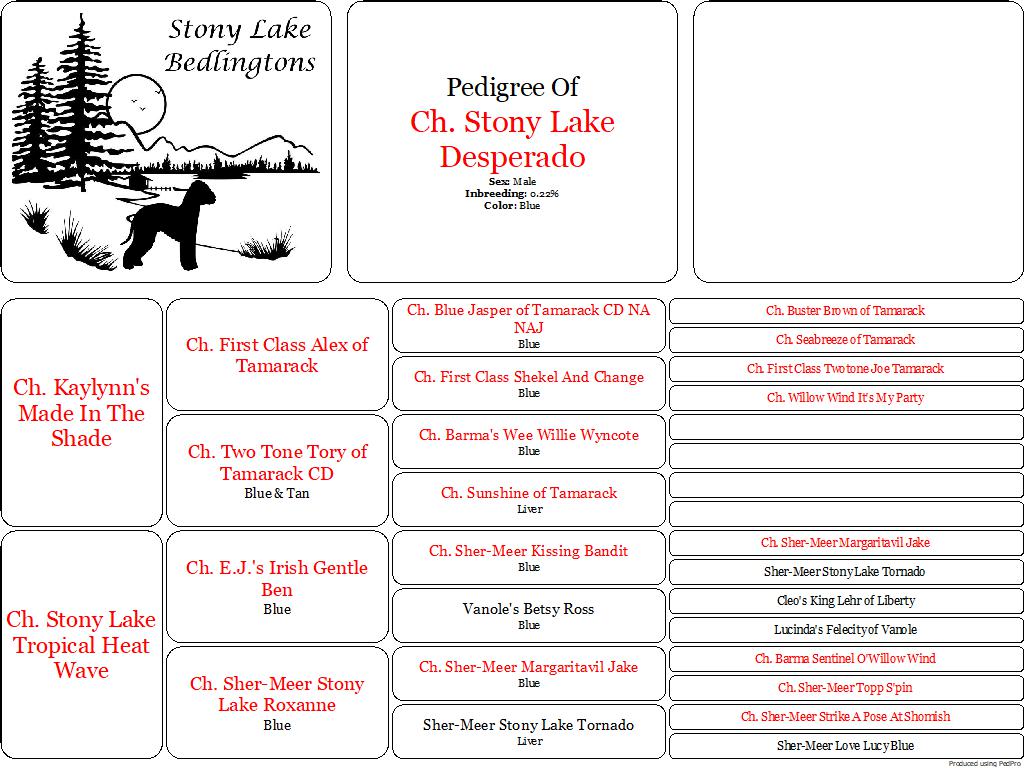 Stony Lake
Bedlingtons
Pedigree Of
Ch. Stony Lake
Desperado
Sex: Male
Inbreeding: 0.22%
Color: Blue
Ch. Kaylynn's
Made In The
Shade
Ch. First Class Alex of
Tamarack
Ch. Blue Jasper of Tamarack CD NA
NAJ
Blue
Ch. Buster Brown of Tamarack
Ch. Seabreeze of Tamarack
Ch. First Class Shekel And Change
Blue
Ch. First Class Twotone Joe Tamarack
Ch. Willow Wind It's My Party
Ch. Two Tone Tory of
Tamarack CD
Blue & Tan
Ch. Barma's Wee Willie Wyncote
Blue
Ch. Sunshine of Tamarack
Liver
Ch. Stony Lake
Tropical Heat
Wave
Ch. E.J.'s Irish Gentle
Ben
Blue
Ch. Sher-Meer Kissing Bandit
Blue
Ch. Sher-Meer Margaritavil Jake
Sher-Meer Stony Lake Tornado
Vanole's Betsy Ross
Blue
Cleo's King Lehr of Liberty
Lucinda's Felecity of Vanole
Ch. Sher-Meer Stony
Lake Roxanne
Blue
Ch. Sher-Meer Margaritavil Jake
Blue
Ch. Barma Sentinel O'Willow Wind
Ch. Sher-Meer Topp S'pin
Sher-Meer Stony Lake Tornado
Liver
Ch. Sher-Meer Strike A Pose At Shomish
Sher-Meer Love Lucy Blue
Produced using PedPro